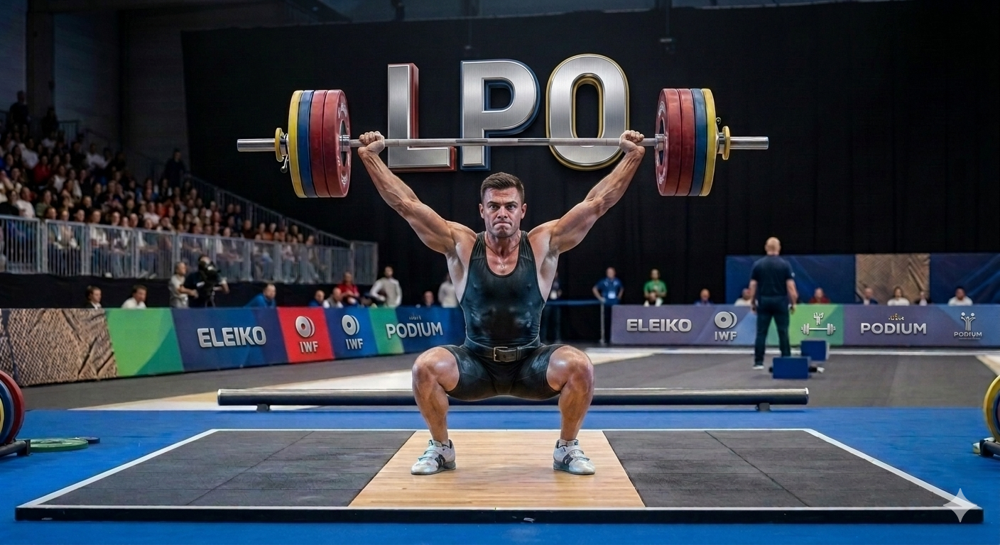 LPO
ELEIKO
IWF
IWF
PODIUM
ELEIKO
IWF
PODIUM
PODIUM